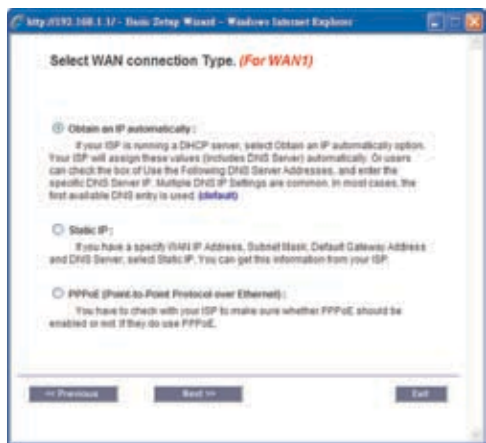 http://192.168.1.1/ - Basic Setup Wizard - Windows Internet Explorer
Select WAN connection Type. (For WAN1)
Obtain an IP automatically :
If your ISP is running a DHCP server, select Obtain an IP automatically option.
Your ISP will assign these values (includes DNS Server) automatically. Or users
can check the box of Use the Following DNS Server Addresses, and enter the
specific DNS Server IP. Multiple DNS IP Settings are common. In most cases, the
first available DNS entry is used. (default)
Static IP :
If you have a specify WAN IP Address, Subnet Mask, Default Gateway Address
and DNS Server, select Static IP. You can get this information from your ISP.
PPPoE (Point-to-Point Protocol over Ethernet) :
You have to check with your ISP to make sure whether PPPoE should be
enabled or not if they do use PPPoE.
<< Previous Next >> Exit